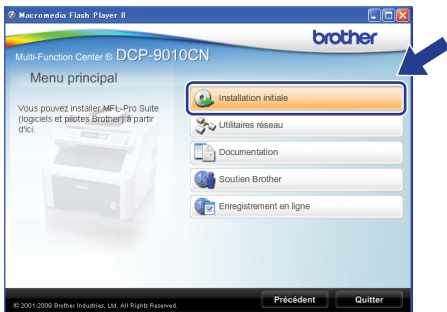 Macromedia Flash Player 8
brother
Multi-Function Center ® DCP-9010CN
Menu principal
Vous pouvez installer MFL-Pro Suite
(logiciels et pilotes Brother) à partir
d'ici.
Installation initiale
Utilitaires réseau
Documentation
Soutien Brother
Enregistrement en ligne
© 2001-2009 Brother Industries, Ltd. All Rights Reserved.
Précédent
Quitter